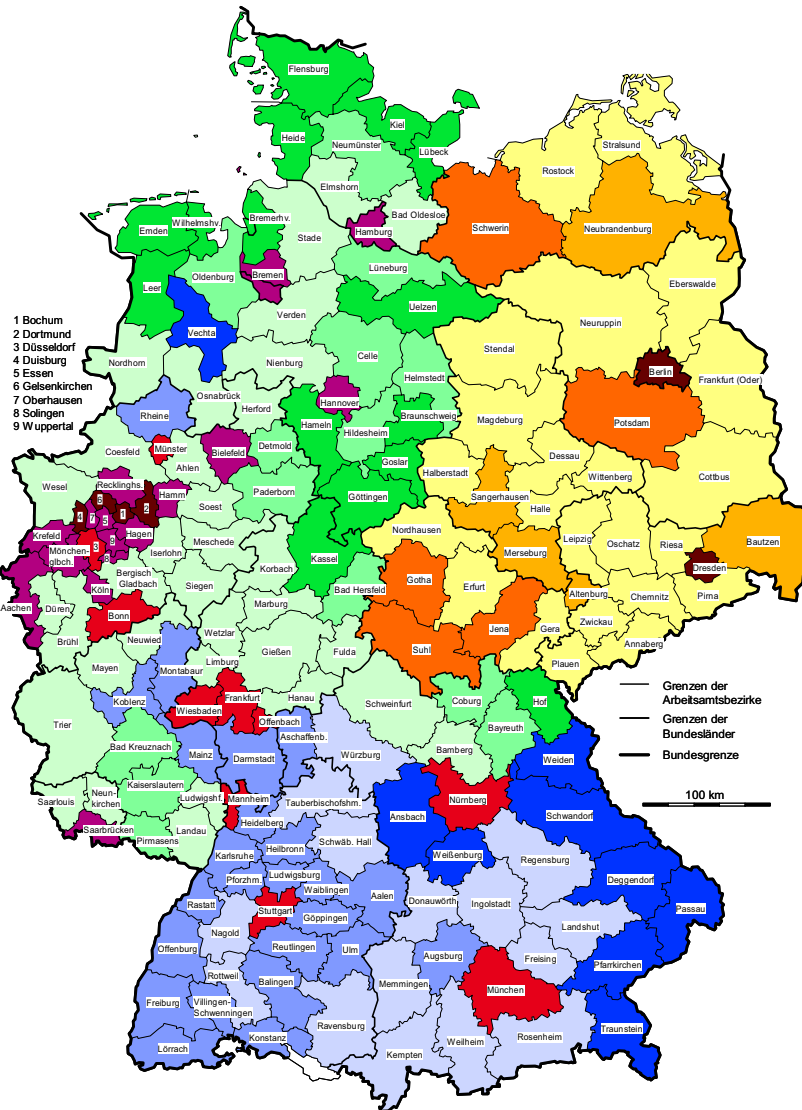 Flensburg
Kiel
Heide
Neumünster
Lübeck
Stralsund
Rostock
Elmshorn
Bad Oldesloe
Wilhelmshv.
Bremerhv.
Emden
Stade
Hamburg
Schwerin
Neubrandenburg
Oldenburg
Bremen
Lüneburg
Leer
Eberswalde
Uelzen
Verden
1 Bochum
2 Dortmund
3 Düsseldorf
4 Duisburg
5 Essen
6 Gelsenkirchen
7 Oberhausen
8 Solingen
9 Wuppertal
Vechta
Neuruppin
Stendal
Nordhorn
Nienburg
Celle
Berlin
Helmstedt
Frankfurt (Oder)
Osnabrück
Hannover
Rheine
Herford
Braunschweig
Potsdam
Hameln
Magdeburg
Hildesheim
Münster
Bielefeld
Detmold
Coesfeld
Dessau
Goslar
Ahlen
Halberstadt
Wittenberg
Cottbus
Wesel
Recklinghs.
Hamm
Paderborn
Göttingen
Sangerhausen
Soest
Halle
6
4
7
5
1
2
Nordhausen
Krefeld
Hagen
9
Meschede
Leipzig
Oschatz
Riesa
Bautzen
Mönchen-
glbch.
3
8
Iserlohn
Merseburg
Kassel
Korbach
Dresden
Bergisch
Gladbach
Siegen
Gotha
Erfurt
Köln
Bad Hersfeld
Altenburg
Chemnitz
Pirna
Aachen
Düren
Bonn
Marburg
Zwickau
Jena
Gera
Brühl
Neuwied
Wetzlar
Annaberg
Suhl
Gießen
Fulda
Limburg
Plauen
Mayen
Montabaur
Grenzen der
Arbeitsamtsbezirke
Grenzen der
Bundesländer
Bundesgrenze
100 km
Koblenz
Frankfurt
Hanau
Wiesbaden
Schweinfurt
Coburg
Hof
Offenbach
Trier
Aschaffenb.
Bayreuth
Bad Kreuznach
Mainz
Würzburg
Bamberg
Darmstadt
Weiden
Kaiserslautern
Neun-
kirchen
Saarlouis
Ludwigshf.
Mannheim
Tauberbischofshm.
Nürnberg
Ansbach
Schwandorf
Saarbrücken
Landau
Heidelberg
Pirmasens
Schwäb. Hall
Heilbronn
Karlsruhe
Weißenburg
Regensburg
Ludwigsburg
Pforzhm.
Waiblingen
Deggendorf
Aalen
Donauwörth
Rastatt
Stuttgart
Ingolstadt
Passau
Göppingen
Landshut
Nagold
Reutlingen
Offenburg
Ulm
Augsburg
Freising
Pfarrkirchen
Rottweil
Balingen
Memmingen
München
Freiburg
Villingen-
Schwenningen
Ravensburg
Traunstein
Konstanz
Weilheim
Rosenheim
Lörrach
Kempten